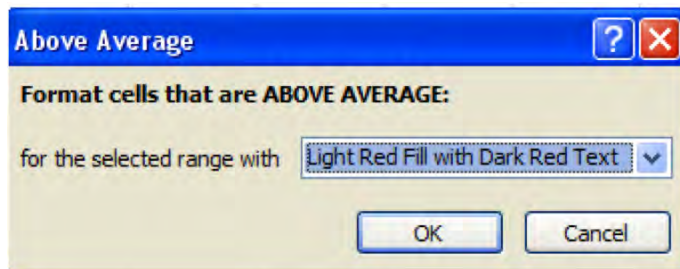 Above Average
?
Format cells that are ABOVE AVERAGE:
for the selected range with Light Red Fill with Dark Red Text
OK Cancel